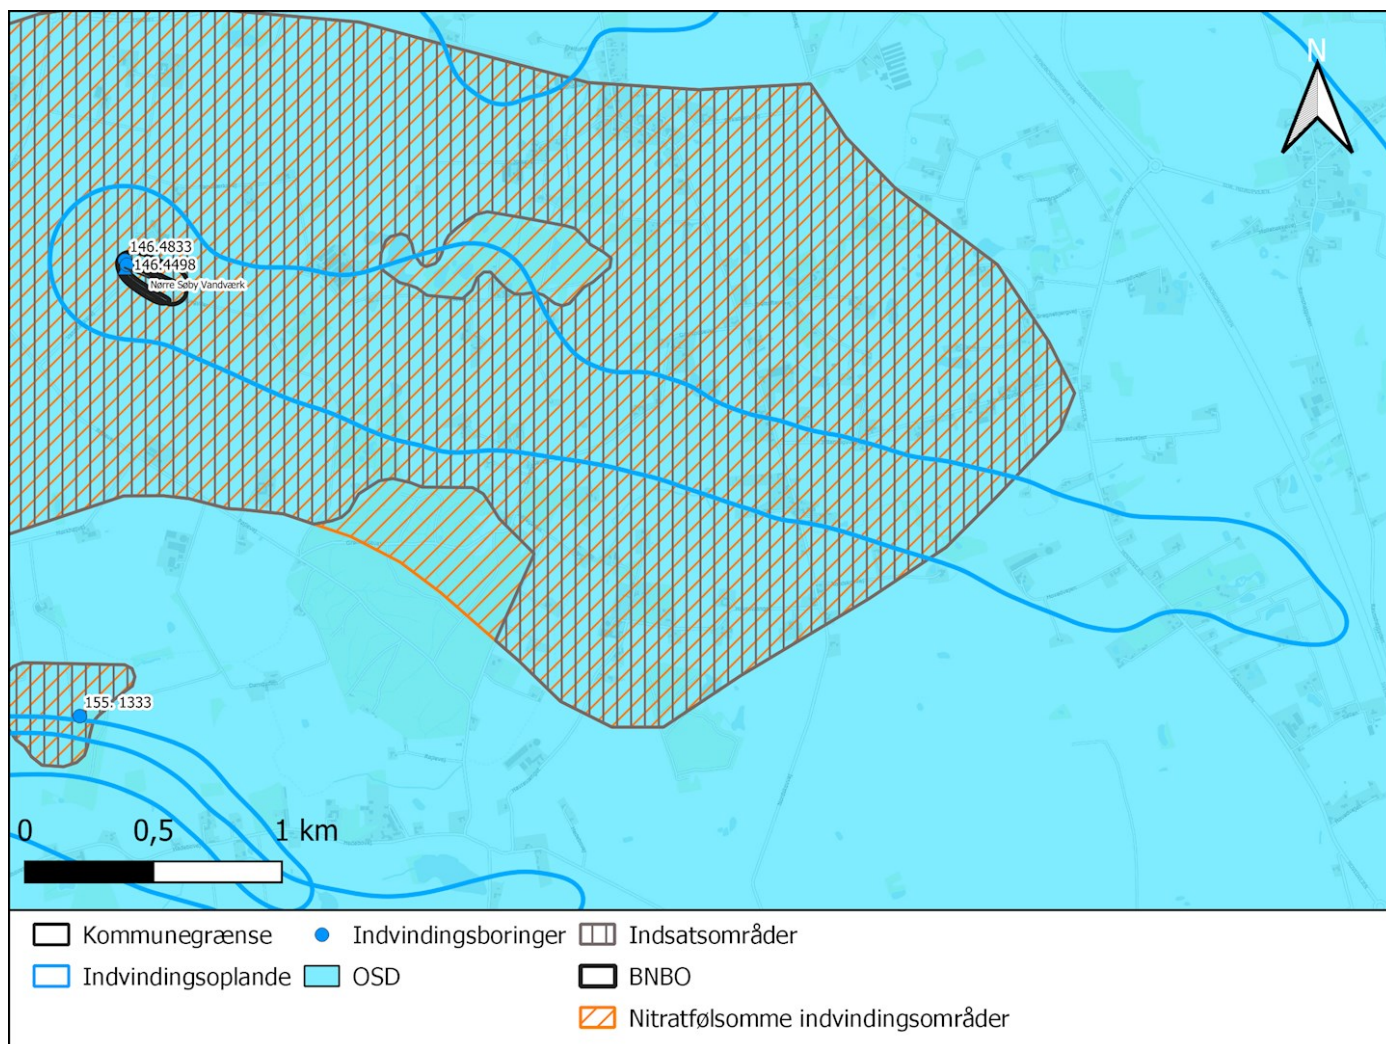 N
146.4833
146.4498
Nørre Søby Vandværk
155. 1333
0 0,5 1 km
Kommunegrænse Indvindingsboringer Indsatsområder
Indvindingsoplande OSD BNBO
Nitratfølsomme indvindingsområder